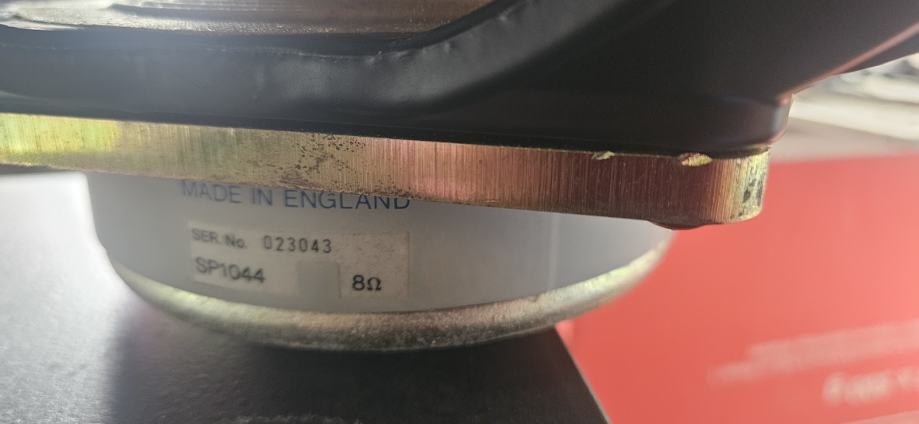 MADE IN ENGLAND
SER. No. 023043
SP1044
8Ω